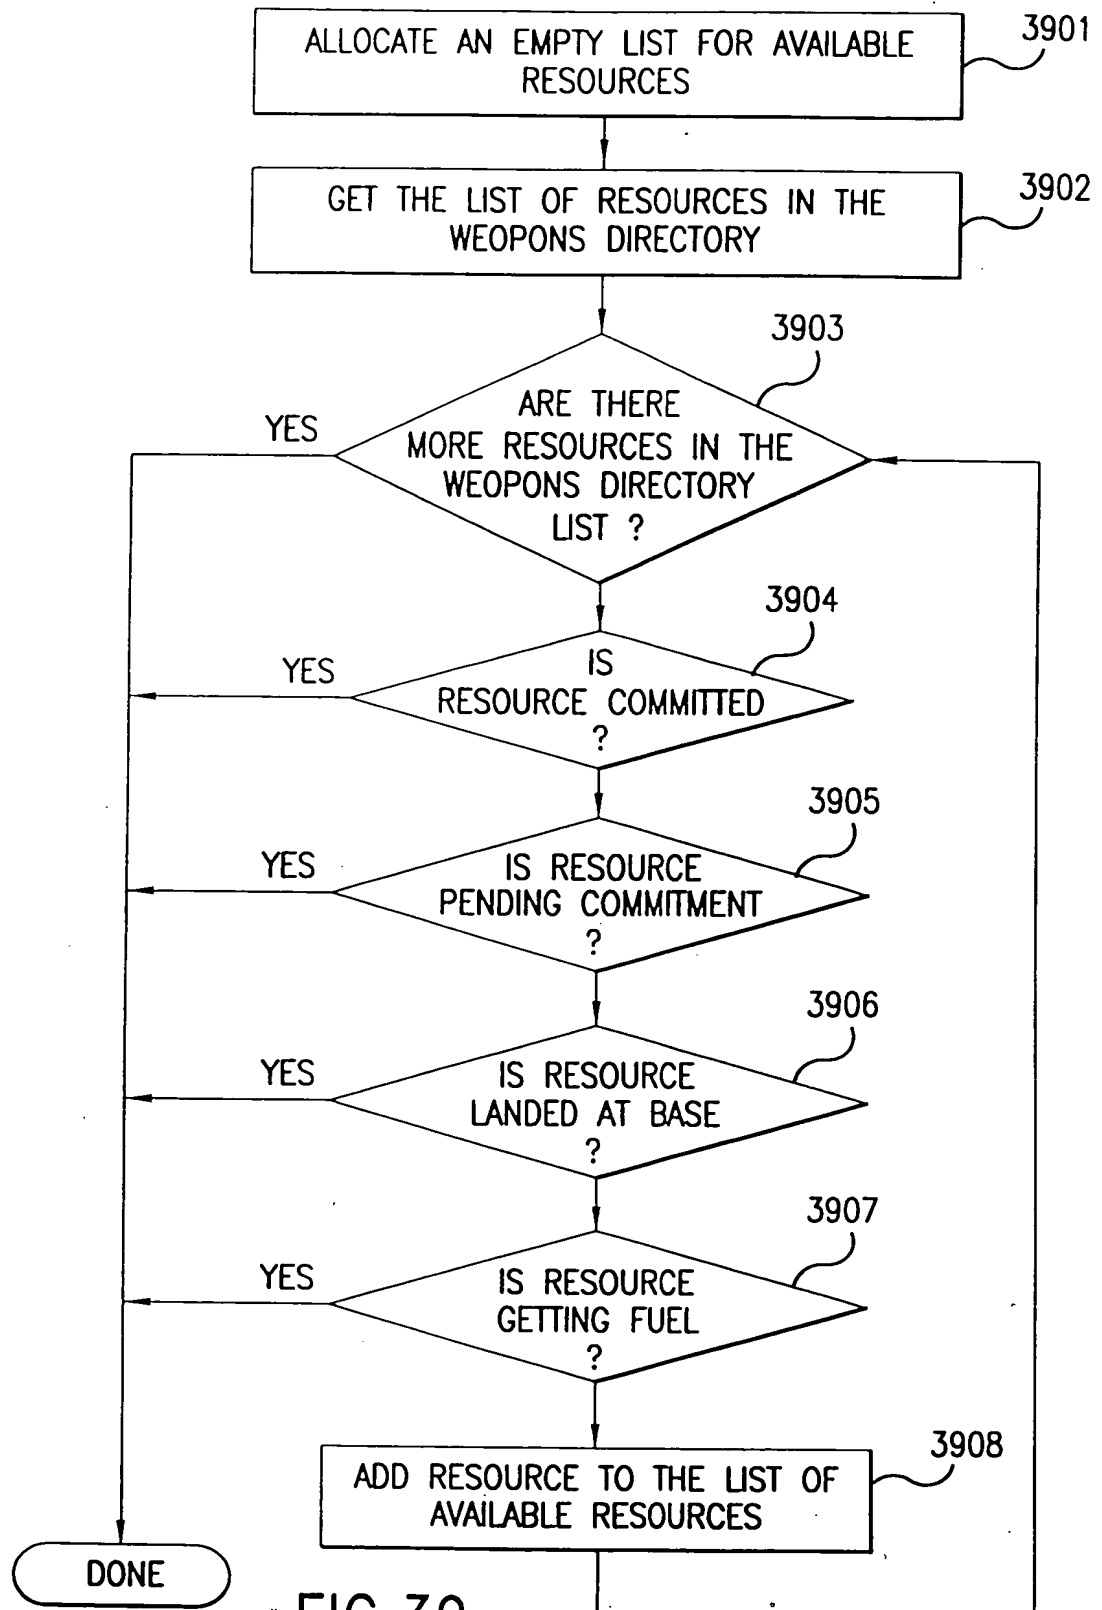 ALLOCATE AN EMPTY LIST FOR AVAILABLE
RESOURCES
3901
GET THE LIST OF RESOURCES IN THE
WEOPONS DIRECTORY
3902
3903
ARE THERE
MORE RESOURCES IN THE
WEOPONS DIRECTORY
LIST ?
YES
3904
IS
RESOURCE COMMITTED
?
YES
3905
IS RESOURCE
PENDING COMMITMENT
?
YES
3906
IS RESOURCE
LANDED AT BASE
?
YES
3907
IS RESOURCE
GETTING FUEL
?
YES
3908
ADD RESOURCE TO THE LIST OF
AVAILABLE RESOURCES
DONE
FIG.39